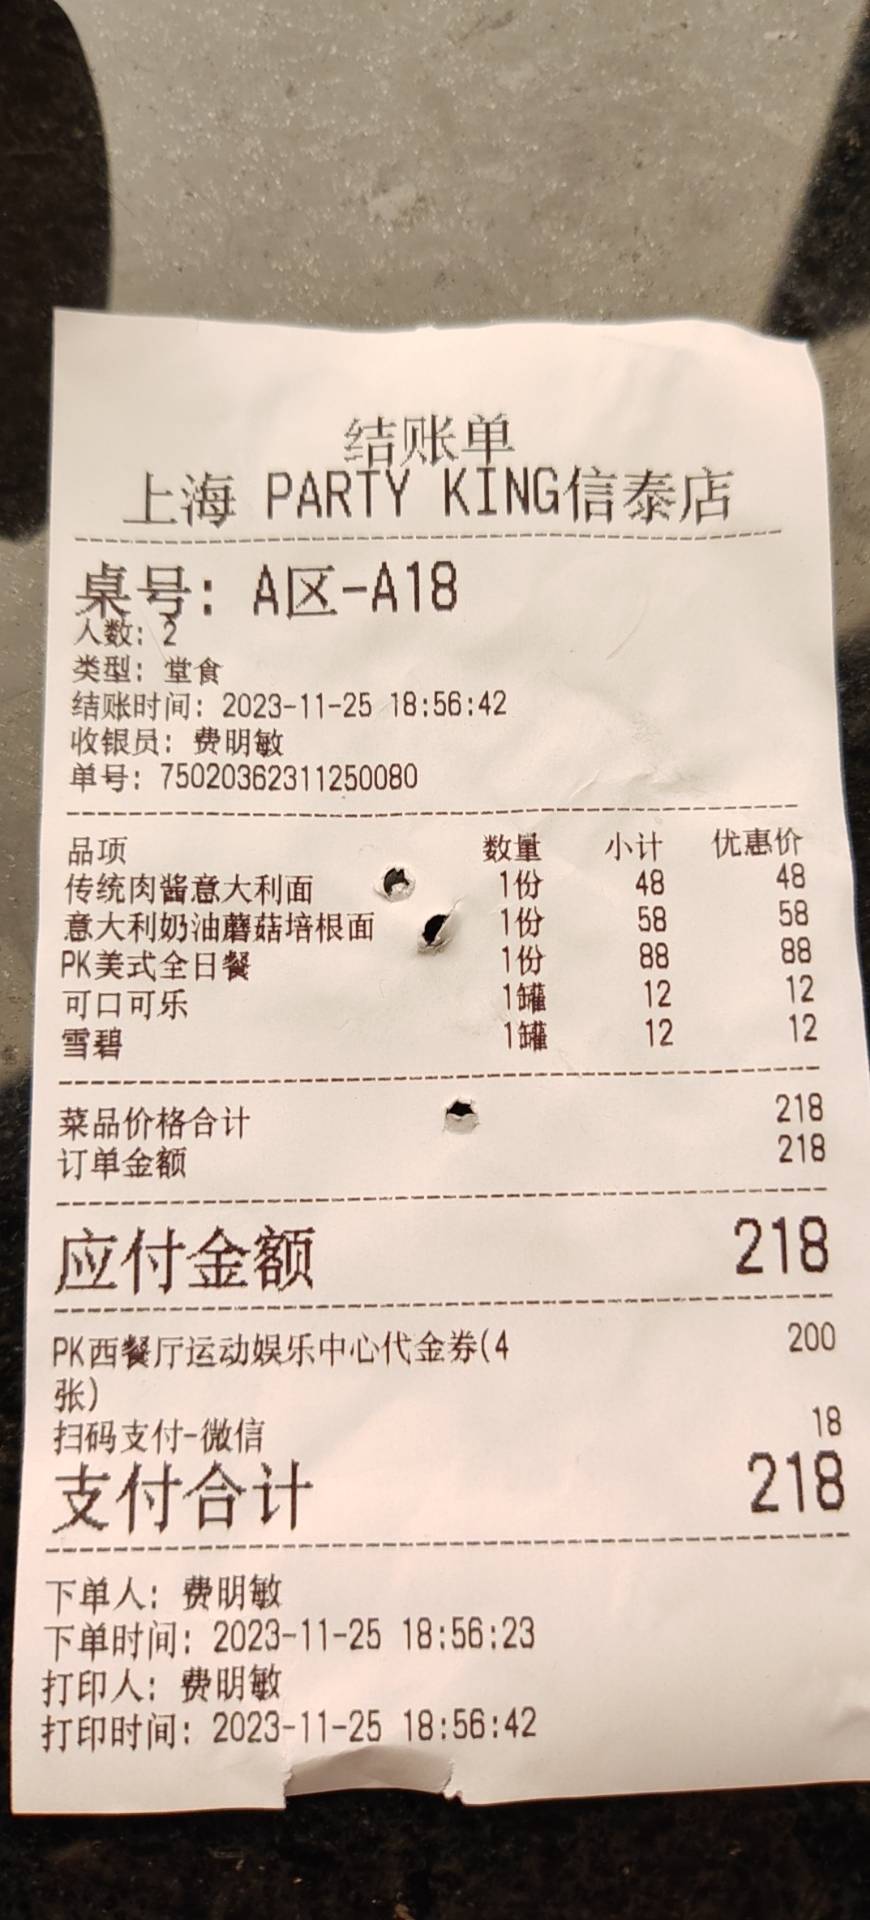 结账单
上海 PARTY KING信泰店
桌号: A区-A18
人数: 2
类型: 堂食
结账时间: 2023-11-25 18:56:42
收银员: 费明敏
单号: 75020362311250080
品项 数量 小计 优惠价
传统肉酱意大利面 1份 48 48
意大利奶油蘑菇培根面 1份 58 58
PK美式全日餐 1份 88 88
可口可乐 1罐 12 12
雪碧 1罐 12 12
菜品价格合计 218
订单金额 218
应付金额 218
PK西餐厅运动娱乐中心代金券(4 200
张)
扫码支付-微信 18
支付合计 218
下单人: 费明敏
下单时间: 2023-11-25 18:56:23
打印人: 费明敏
打印时间: 2023-11-25 18:56:42